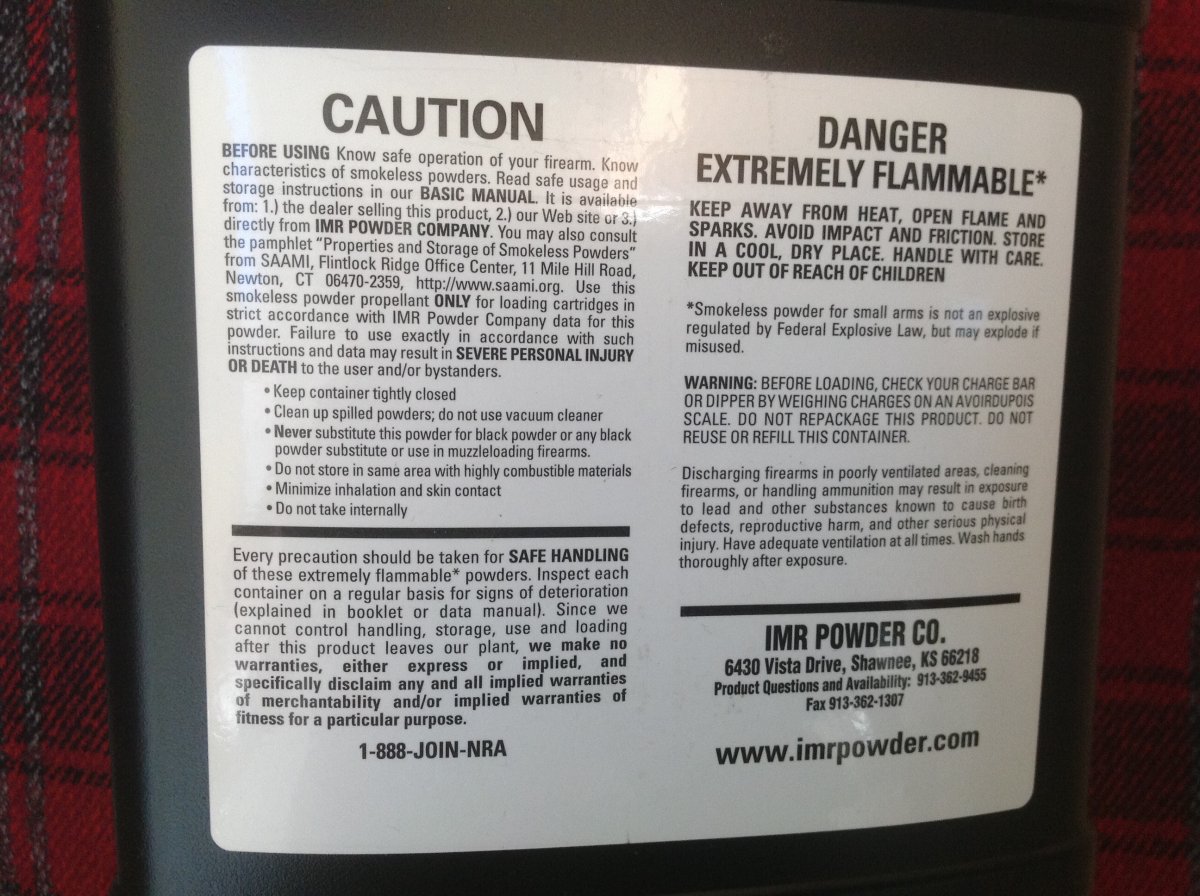 CAUTION
BEFORE USING Know safe operation of your firearm. Know
characteristics of smokeless powders. Read safe usage and
storage instructions in our BASIC MANUAL. It is available
from: 1.) the dealer selling this product, 2.) our Web site or 3.)
directly from IMR POWDER COMPANY. You may also consult
the pamphlet "Properties and Storage of Smokeless Powders"
from SAAMI, Flintlock Ridge Office Center, 11 Mile Hill Road,
Newton, CT 06470-2359, http://www.saami.org. Use this
smokeless powder propellant ONLY for loading cartridges in
strict accordance with IMR Powder Company data for this
powder. Failure to use exactly in accordance with such
instructions and data may result in SEVERE PERSONAL INJURY
OR DEATH to the user and/or bystanders.
• Keep container tightly closed
• Clean up spilled powders; do not use vacuum cleaner
• Never substitute this powder for black powder or any black
powder substitute or use in muzzleloading firearms.
• Do not store in same area with highly combustible materials
• Minimize inhalation and skin contact
• Do not take internally
Every precaution should be taken for SAFE HANDLING
of these extremely flammable* powders. Inspect each
container on a regular basis for signs of deterioration
(explained in booklet or data manual). Since we
cannot control handling, storage, use and loading
after this product leaves our plant, we make no
warranties, either express or implied, and
specifically disclaim any and all implied warranties
of merchantability and/or implied warranties of
fitness for a particular purpose.
1-888-JOIN-NRA
DANGER
EXTREMELY FLAMMABLE*
KEEP AWAY FROM HEAT, OPEN FLAME AND
SPARKS. AVOID IMPACT AND FRICTION. STORE
IN A COOL, DRY PLACE. HANDLE WITH CARE.
KEEP OUT OF REACH OF CHILDREN
*Smokeless powder for small arms is not an explosive
regulated by Federal Explosive Law, but may explode if
misused.
WARNING: BEFORE LOADING, CHECK YOUR CHARGE BAR
OR DIPPER BY WEIGHING CHARGES ON AN AVOIRDUPOIS
SCALE. DO NOT REPACKAGE THIS PRODUCT. DO NOT
REUSE OR REFILL THIS CONTAINER.
Discharging firearms in poorly ventilated areas, cleaning
firearms, or handling ammunition may result in exposure
to lead and other substances known to cause birth
defects, reproductive harm, and other serious physical
injury. Have adequate ventilation at all times. Wash hands
thoroughly after exposure.
IMR POWDER CO.
6430 Vista Drive, Shawnee, KS 66218
Product Questions and Availability: 913-362-9455
Fax 913-362-1307
www.imrpowder.com